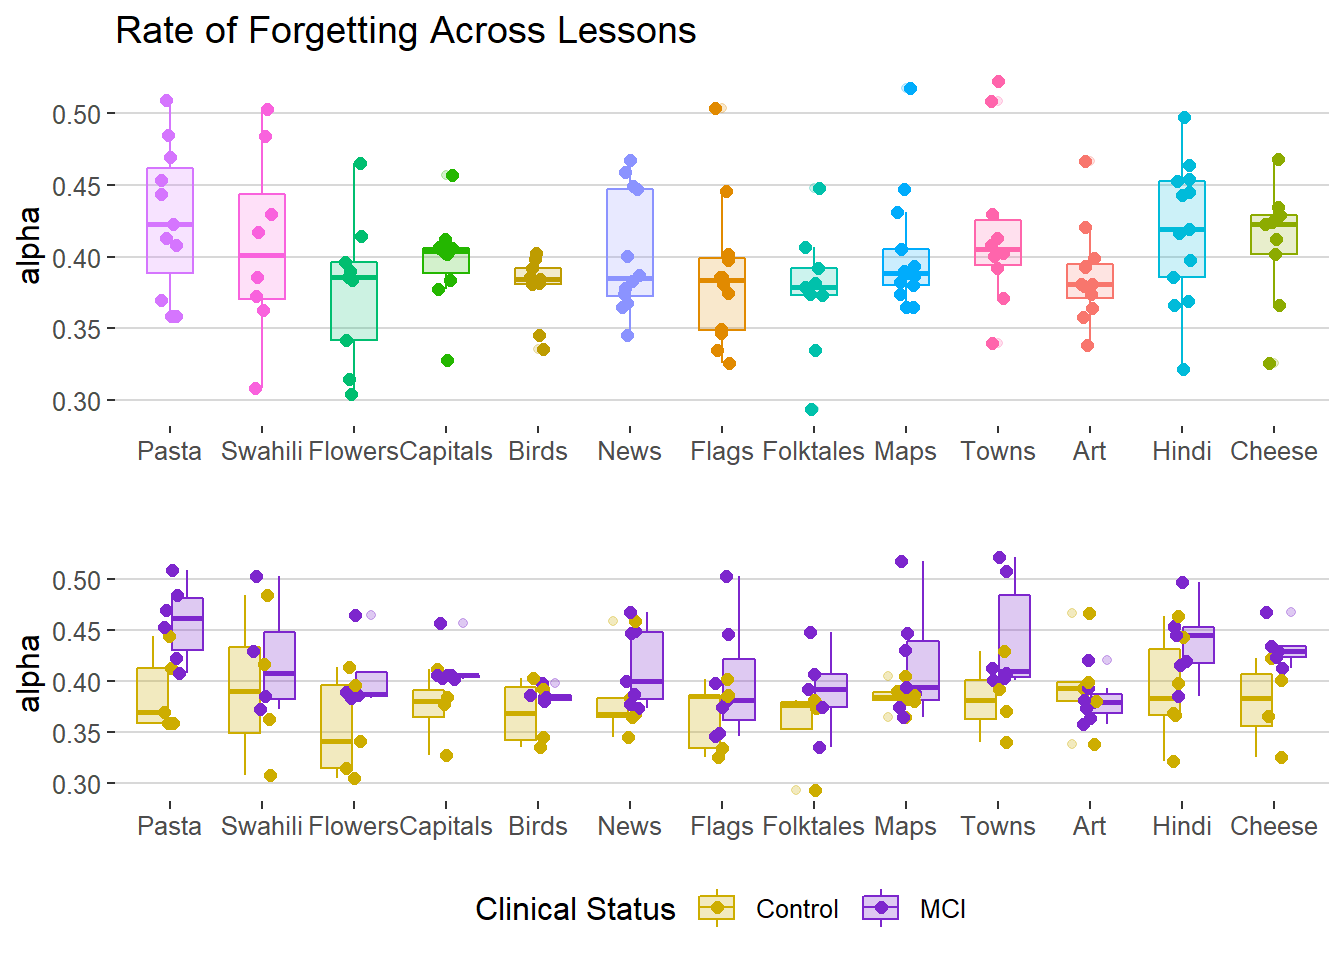 Rate of Forgetting Across Lessons
alpha
0.50
0.45
0.40
0.35
0.30
Pasta Swahili Flowers Capitals Birds News Flags Folktales Maps Towns Art Hindi Cheese
alpha
0.50
0.45
0.40
0.35
0.30
Pasta Swahili Flowers Capitals Birds News Flags Folktales Maps Towns Art Hindi Cheese
Clinical Status Control MCI